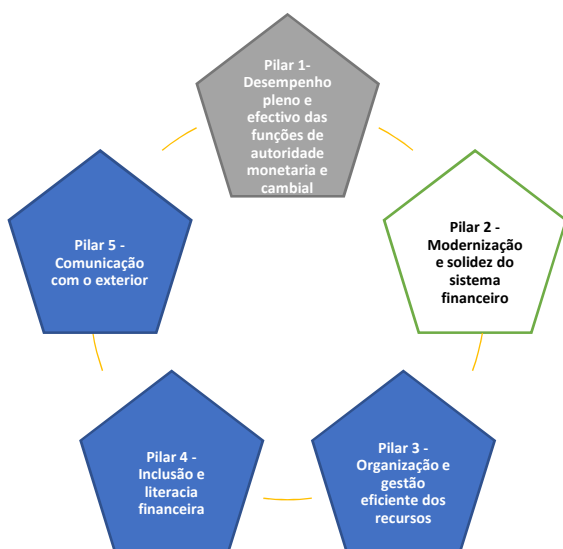 Pilar 1-
Desempenho
pleno e
efectivo das
funções de
autoridade
monetaria e
cambial
Pilar 2 -
Modernização
e solidez do
sistema
financeiro
Pilar 3 -
Organização e
gestão
eficiente dos
recursos
Pilar 4 -
Inclusão e
literacia
financeira
Pilar 5 -
Comunicação
com o exterior